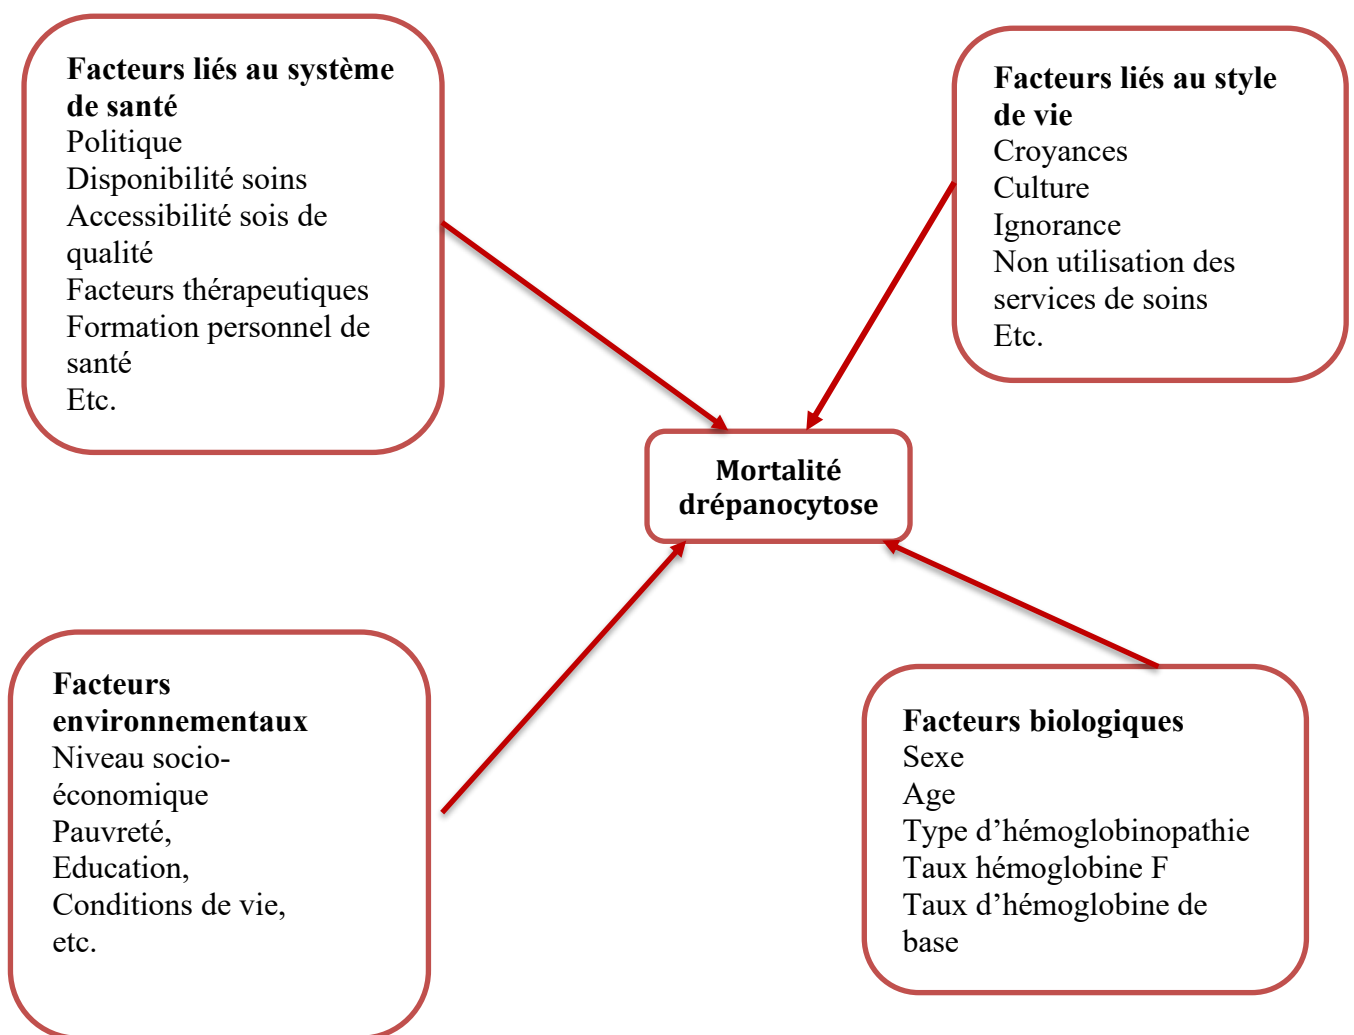 Facteurs liés au système
de santé
Politique
Disponibilité soins
Accessibilité sois de
qualité
Facteurs thérapeutiques
Formation personnel de
santé
Etc.
Facteurs liés au style
de vie
Croyances
Culture
Ignorance
Non utilisation des
services de soins
Etc.
Mortalité
drépanocytose
Facteurs
environnementaux
Niveau socio-
économique
Pauvreté,
Education,
Conditions de vie,
etc.
Facteurs biologiques
Sexe
Age
Type d’hémoglobinopathie
Taux hémoglobine F
Taux d’hémoglobine de
base